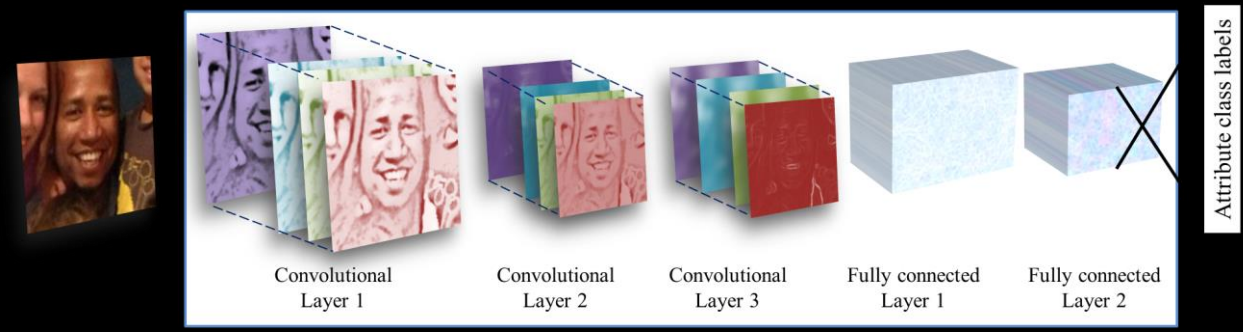 Convolutional
Layer 1
Convolutional
Layer 2
Convolutional
Layer 3
Fully connected
Layer 1
Fully connected
Layer 2
Attribute class labels